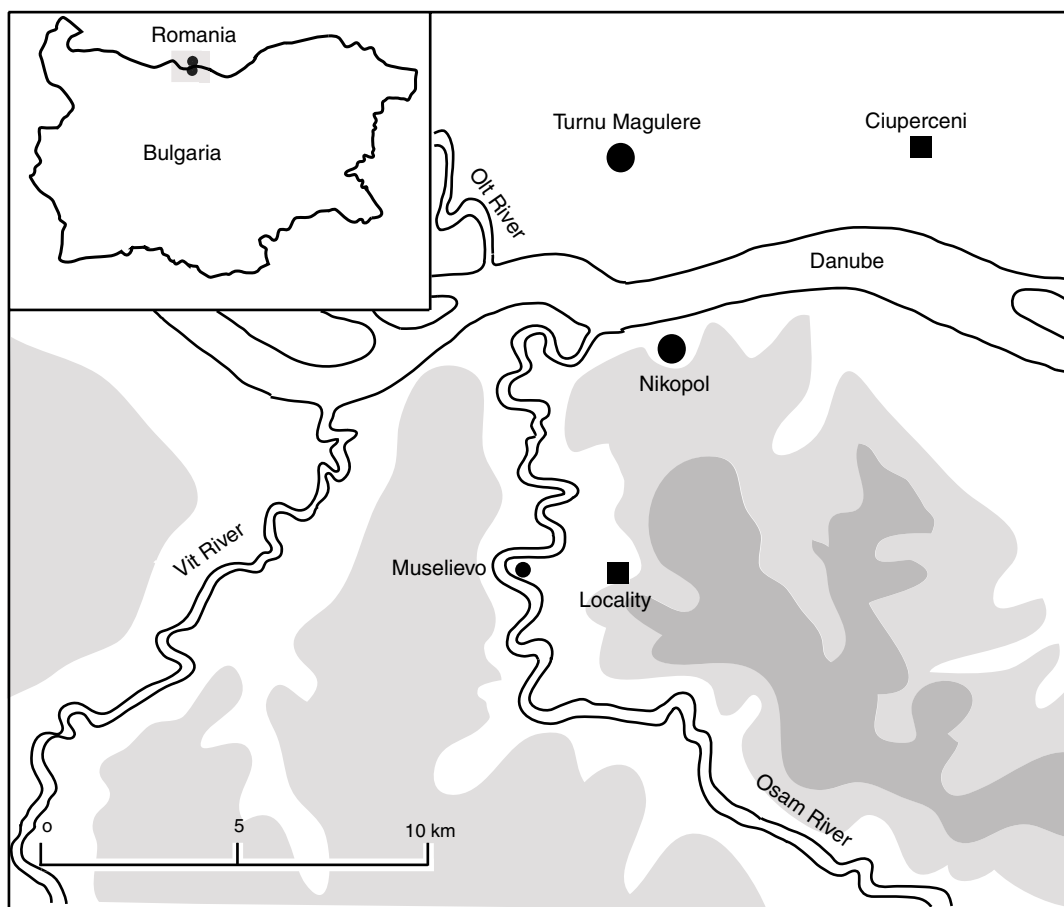 Romania
Bulgaria
Turnu Magulere
Ciuperceni
Olt River
Danube
Nikopol
Vit River
Muselievo
Locality
Osam River
o 5 10 km